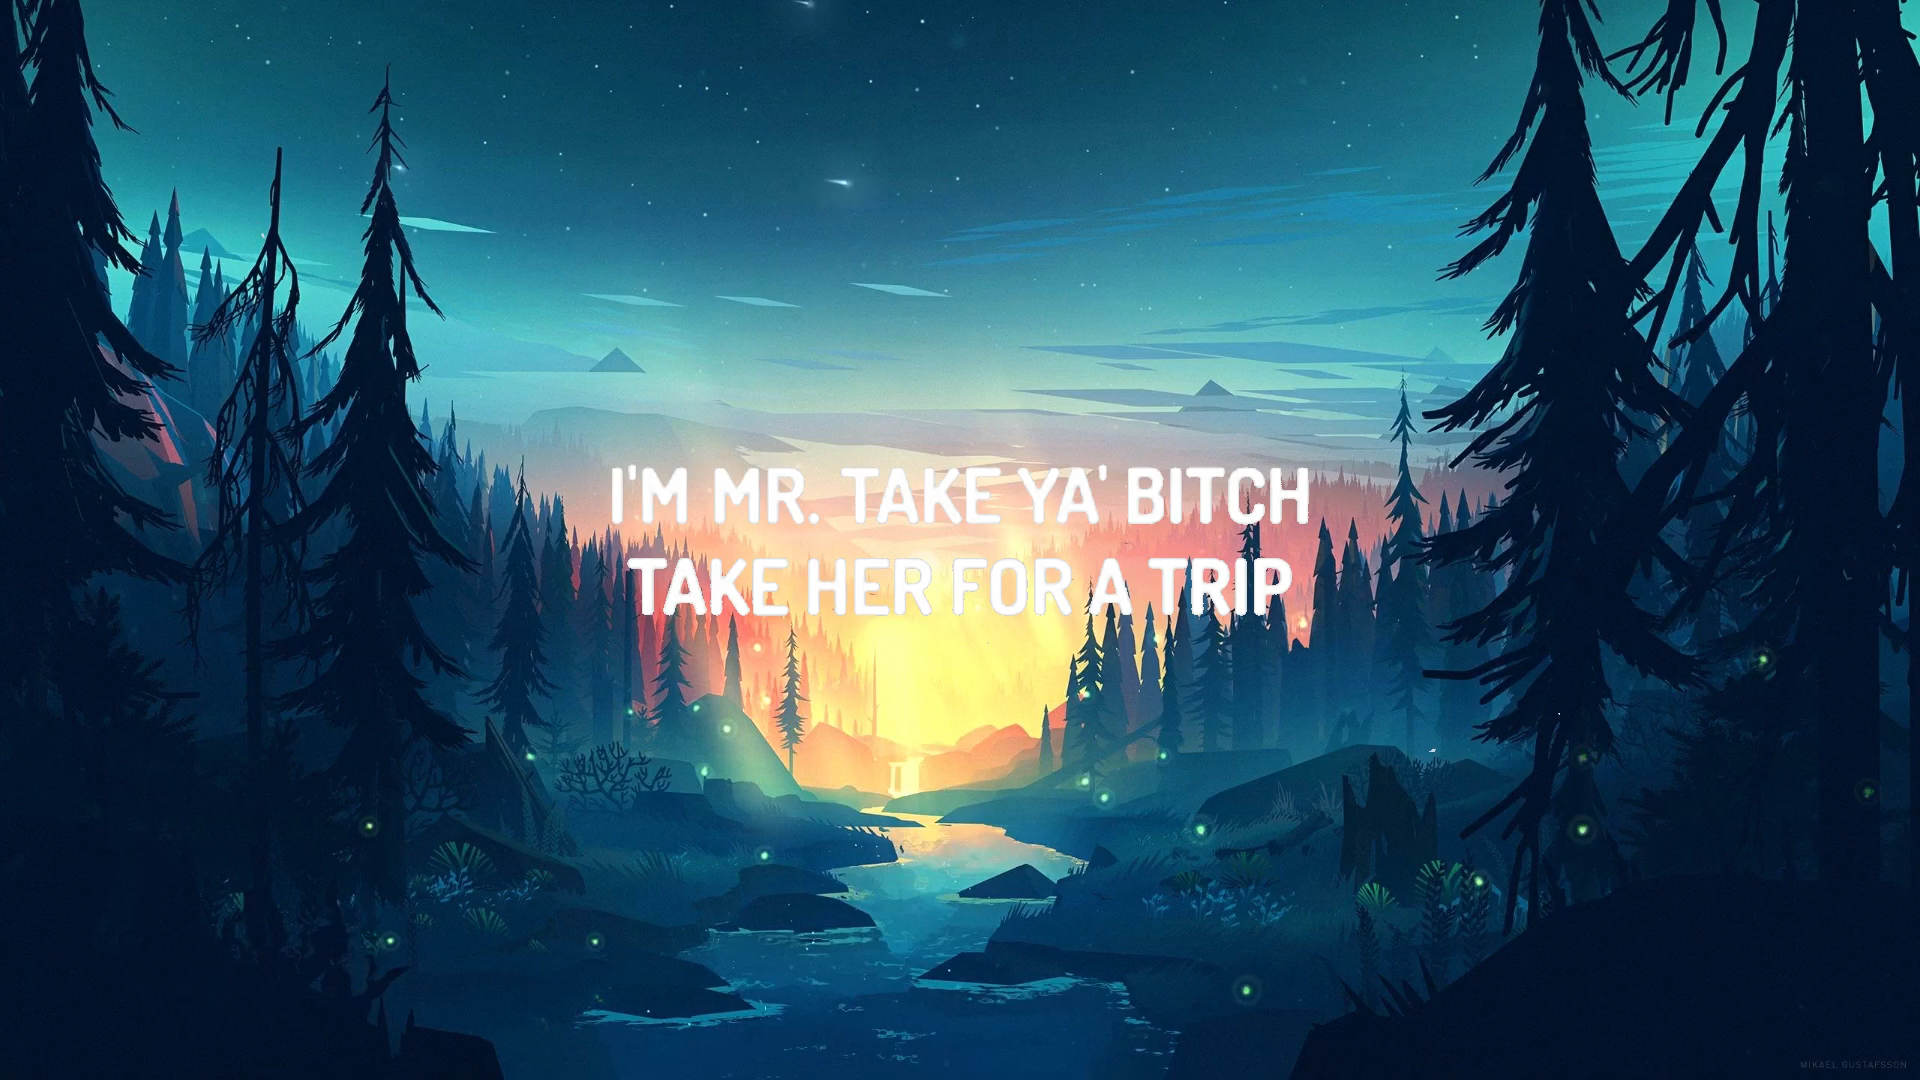 I'M MR. TAKE YA' BITCH
TAKE HER FOR A TRIP
MIKAEL GUSTAFSSON